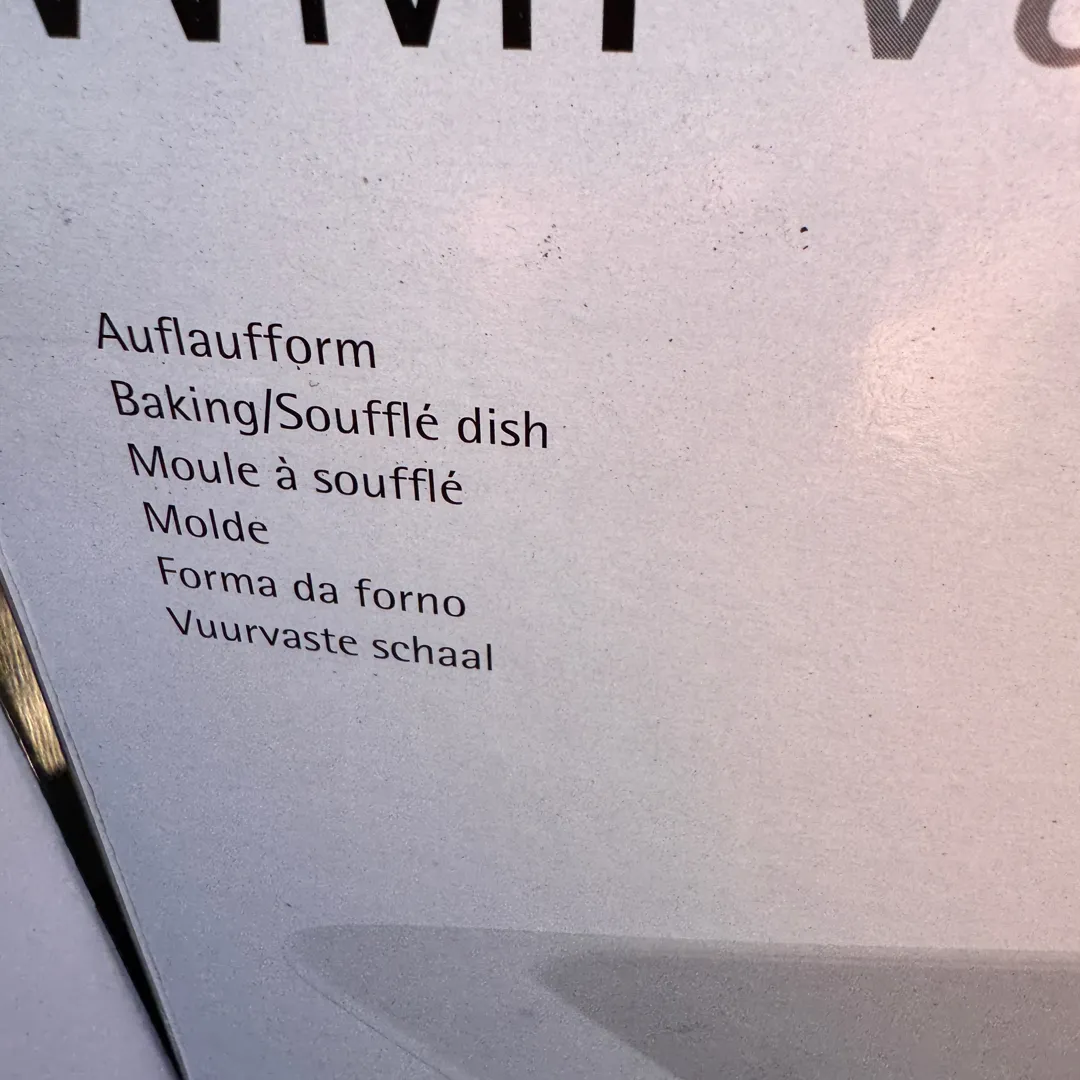 Auflaufform
Baking/Soufflé dish
Moule à soufflé
Molde
Forma da forno
Vuurvaste schaal